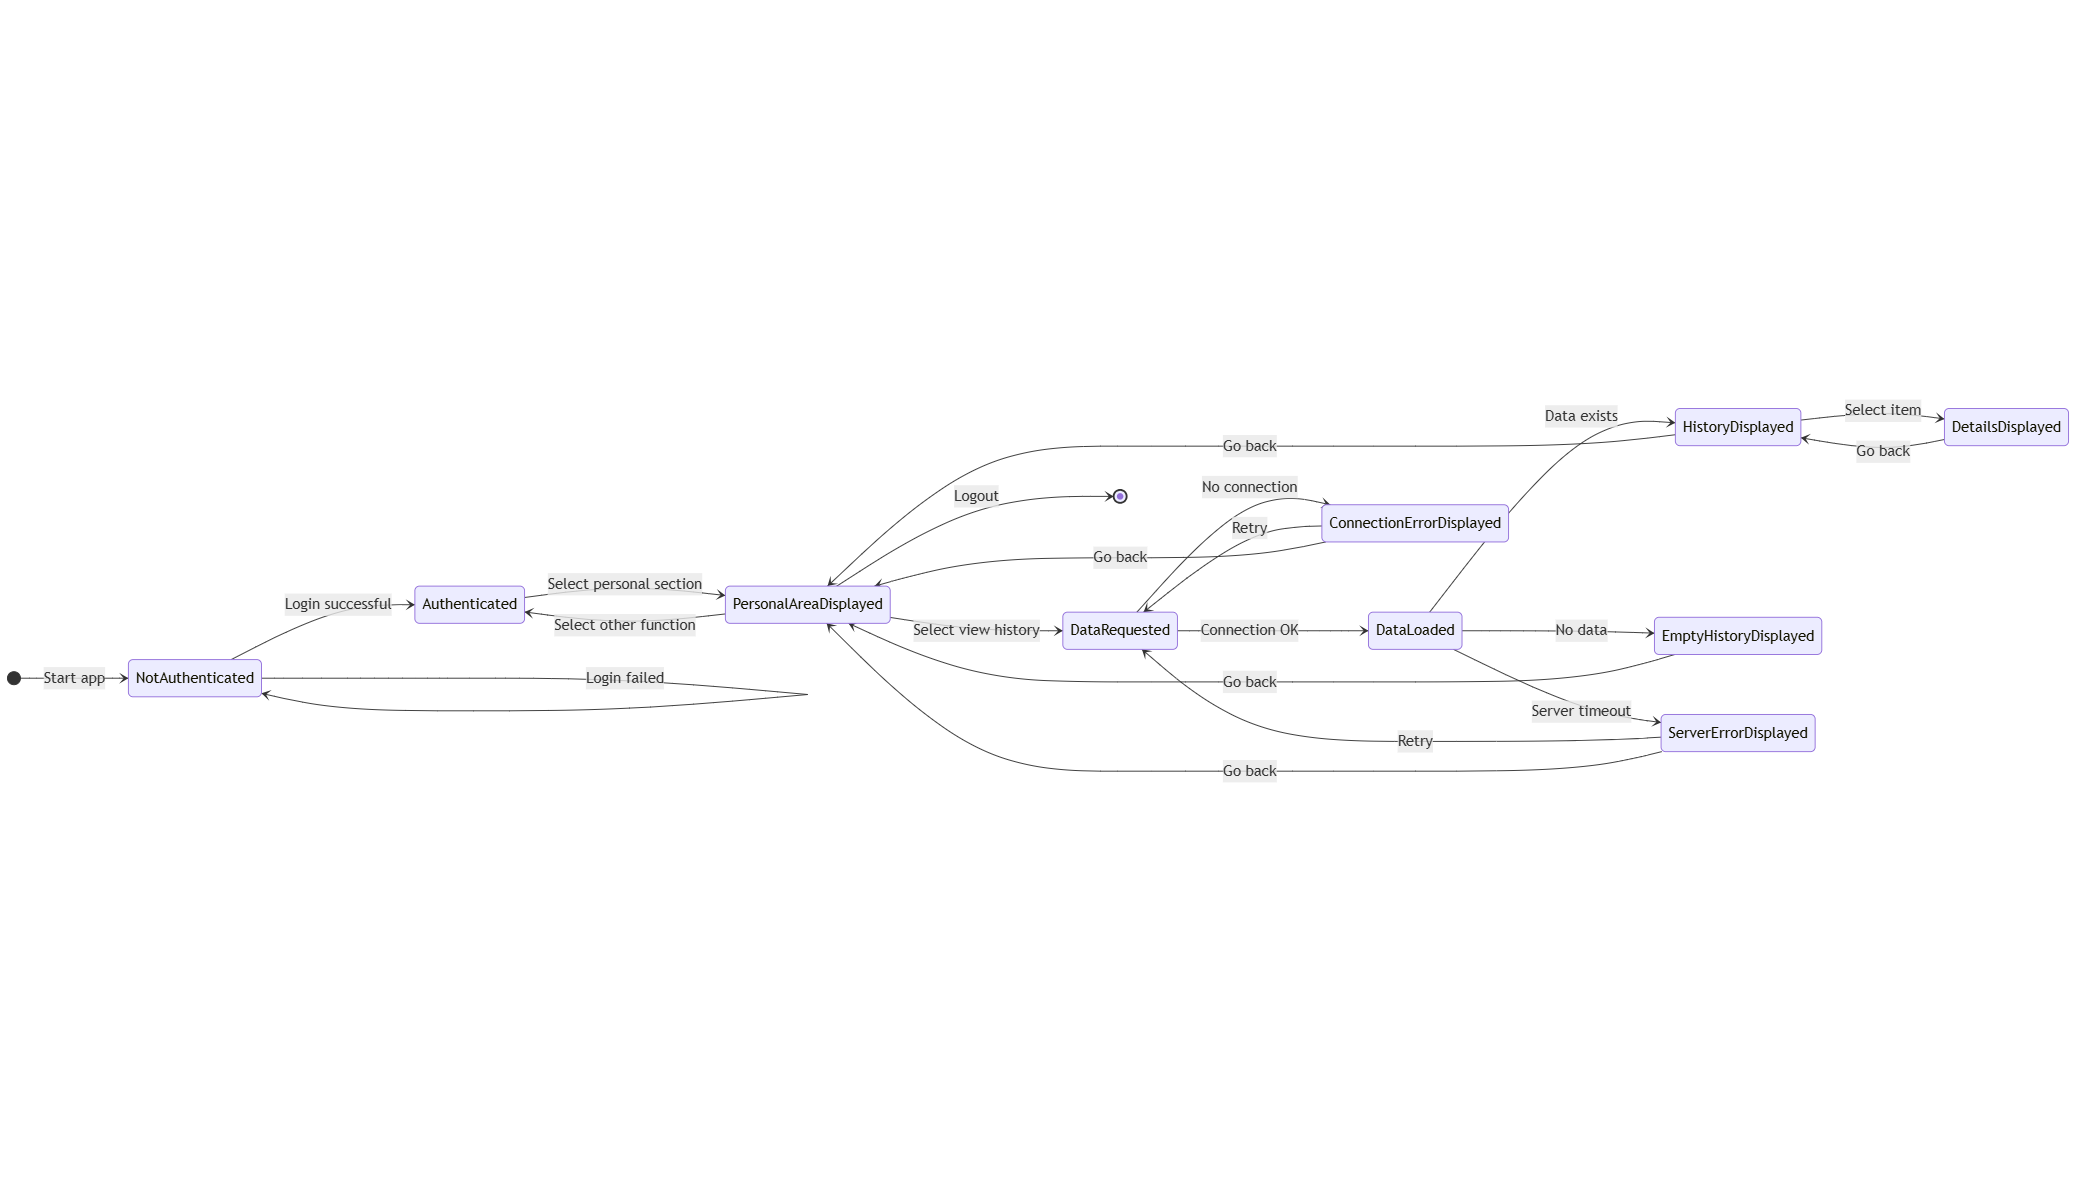 Data exists
Select item
HistoryDisplayed
DetailsDisplayed
Go back
Go back
No connection
Logout
ConnectionErrorDisplayed
Retry
Go back
Select personal section
Login successful
Authenticated
PersonalAreaDisplayed
Select other function
Select view history
DataRequested
Connection OK
DataLoaded
No data
EmptyHistoryDisplayed
Start app
NotAuthenticated
Login failed
Go back
Server timeout
ServerErrorDisplayed
Retry
Go back